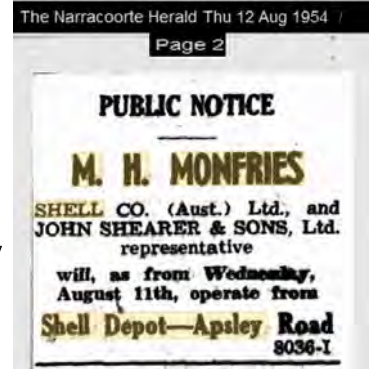 The Narracoorte Herald Thu 12 Aug 1954 /
Page 2
PUBLIC NOTICE
M. H. MONFRIES
SHELL CO. (Aust.) Ltd., and
JOHN SHEARER & SONS, Ltd.
representative
will, as from Wednesday,
August 11th, operate from
Shell Depot—Apsley Road
8036-1